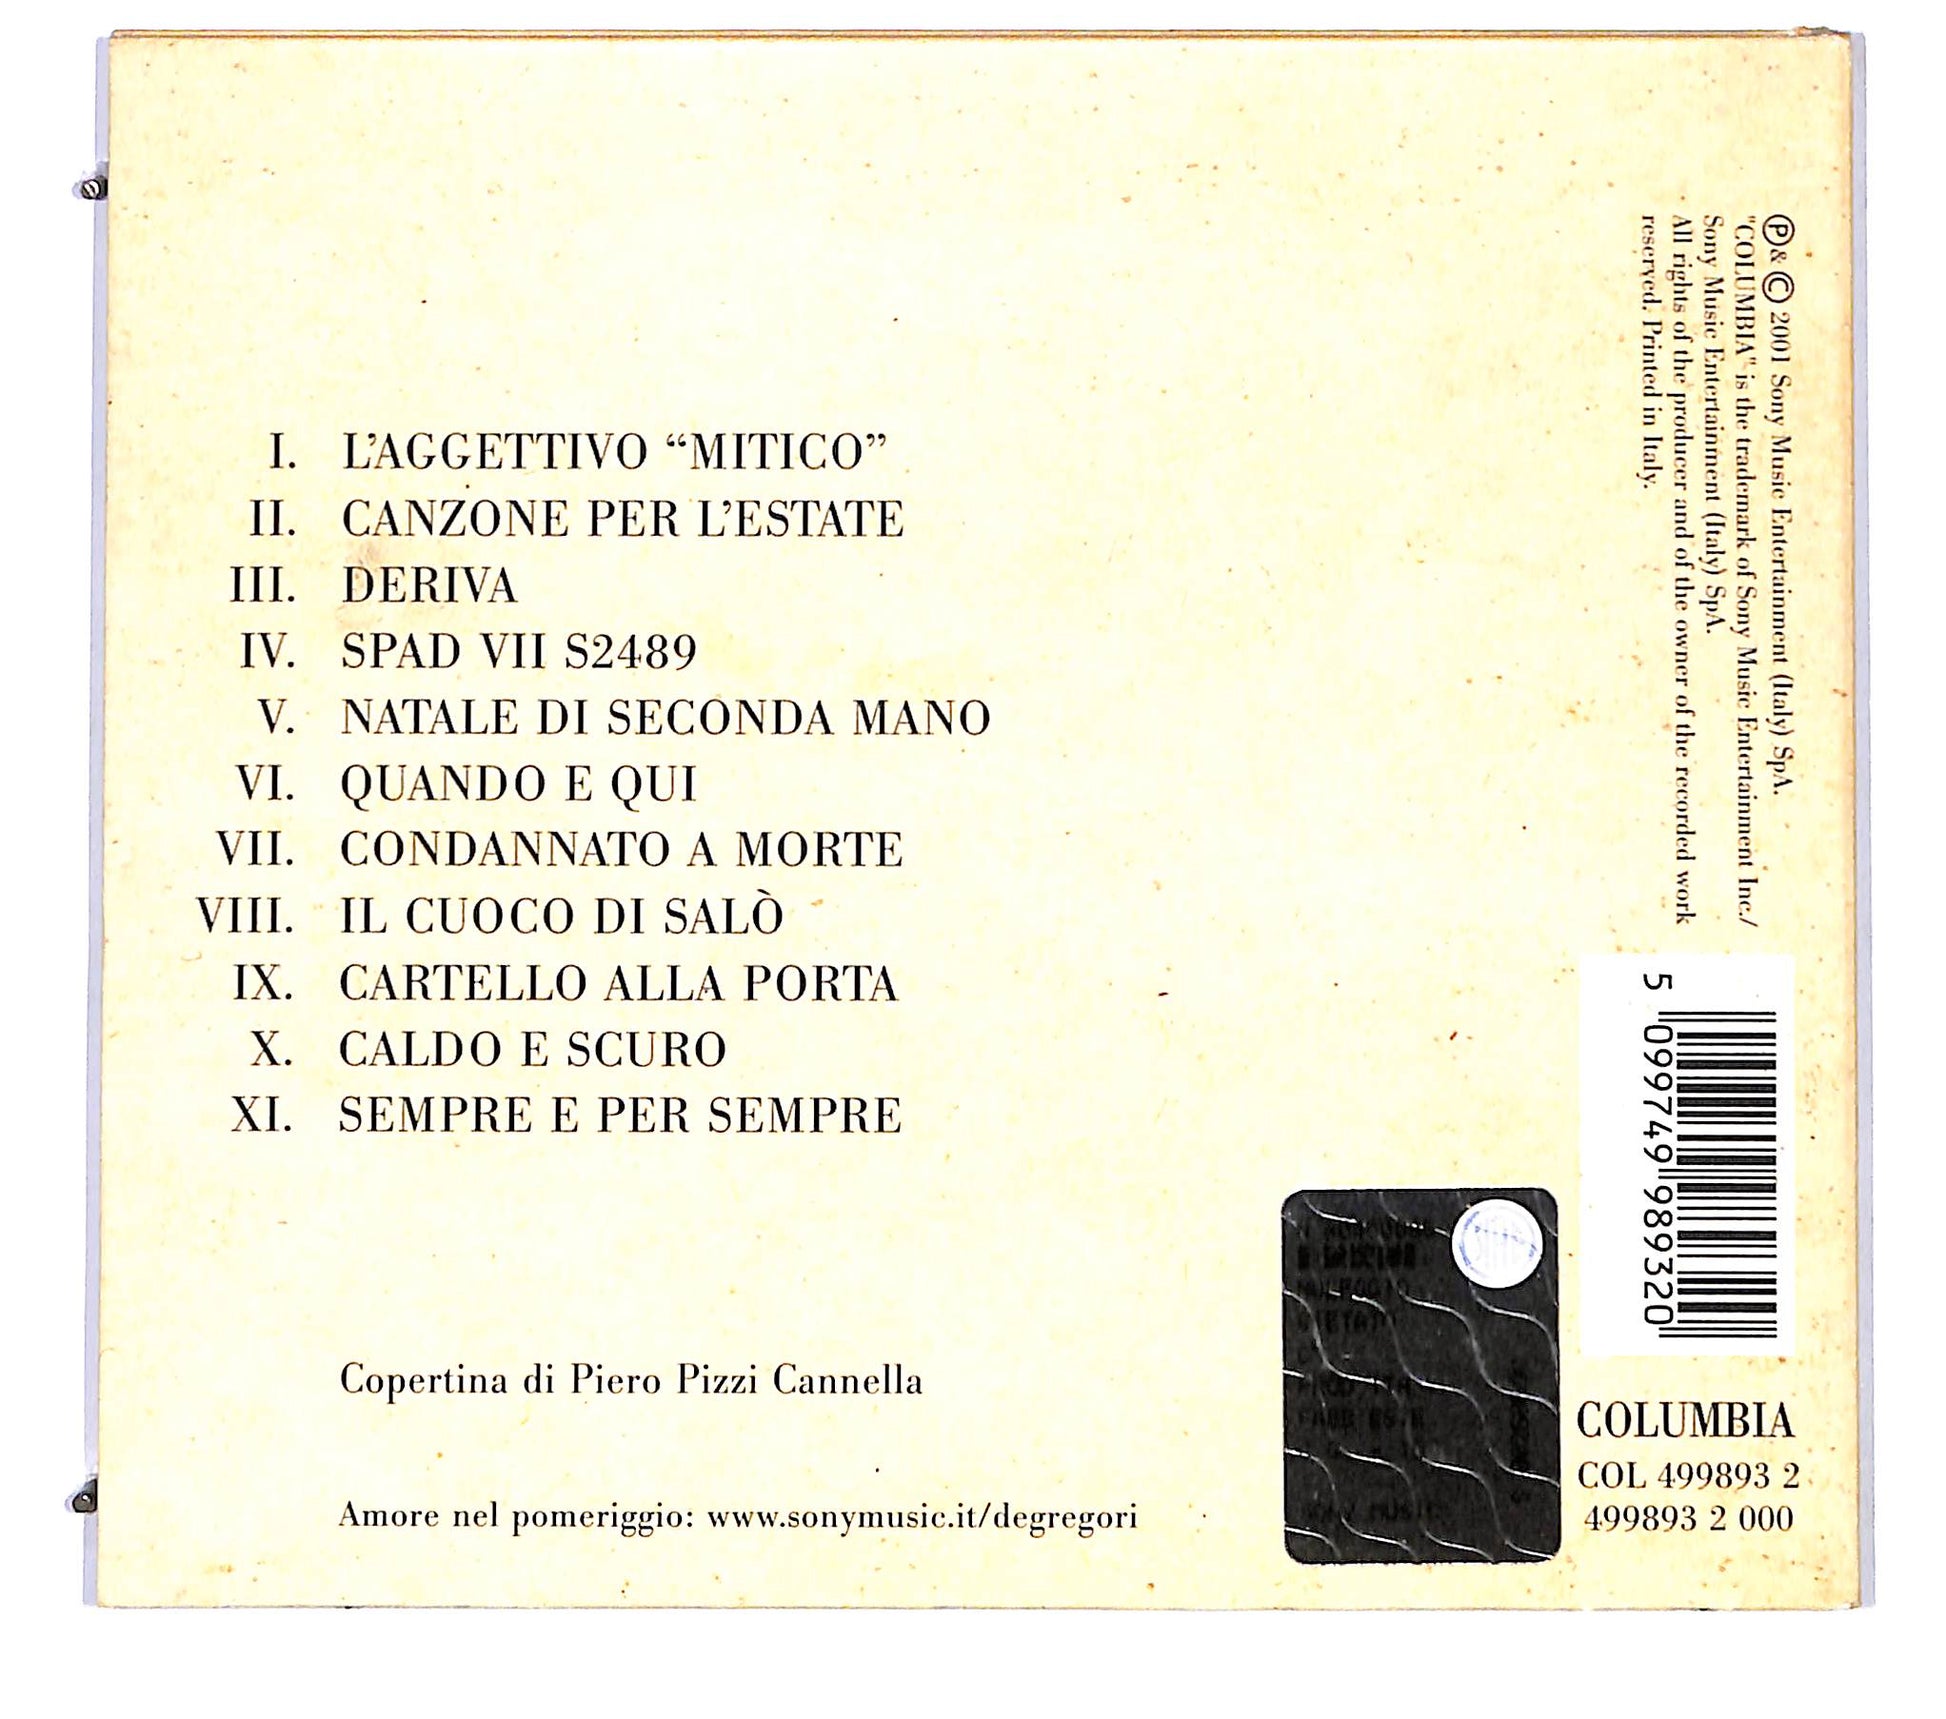 I. L’AGGETTIVO “MITICO”
II. CANZONE PER L’ESTATE
III. DERIVA
IV. SPAD VII S2489
V. NATALE DI SECONDA MANO
VI. QUANDO E QUI
VII. CONDANNATO A MORTE
VIII. IL CUOCO DI SALÒ
IX. CARTELLO ALLA PORTA
X. CALDO E SCURO
XI. SEMPRE E PER SEMPRE
Copertina di Piero Pizzi Cannella
Amore nel pomeriggio: www.sonymusic.it/degregori
Ⓟ&Ⓒ 2001 Sony Music Entertainment (Italy) SpA.
"COLUMBIA" is the trademark of Sony Music Entertainment Inc./
Sony Music Entertainment (Italy) SpA.
All rights of the producer and of the owner of the recorded work
reserved. Printed in Italy.
5 099749 989320
COLUMBIA
COL 499893 2
499893 2 000